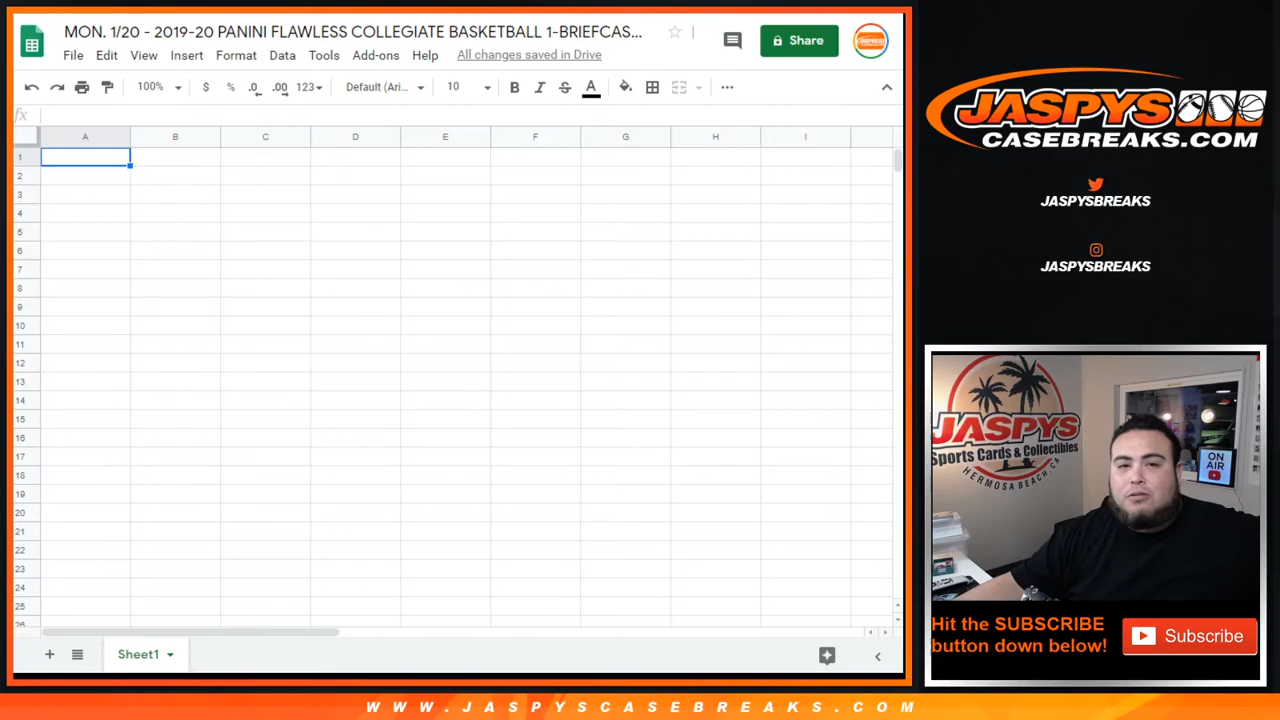 MON. 1/20 - 2019-20 PANINI FLAWLESS COLLEGIATE BASKETBALL 1-BRIEFCAS...
File Edit View Insert Format Data Tools Add-ons Help All changes saved in Drive
Share
100% $ % .0 .00 123 Default (Ari... 10 B I S A
fx
A B C D E F G H I
1
2
3
4
5
6
7
8
9
10
11
12
13
14
15
16
17
18
19
20
21
22
23
24
25
26
Sheet1
JASPYS
CASEBREAKS.COM
JASPYSBREAKS
JASPYSBREAKS
JASPYS
Sports Cards & Collectibles
HERMOSA BEACH, CA
ON
AIR
Hit the SUBSCRIBE
button down below!
Subscribe
WWW.JASPYSCASEBREAKS.COM